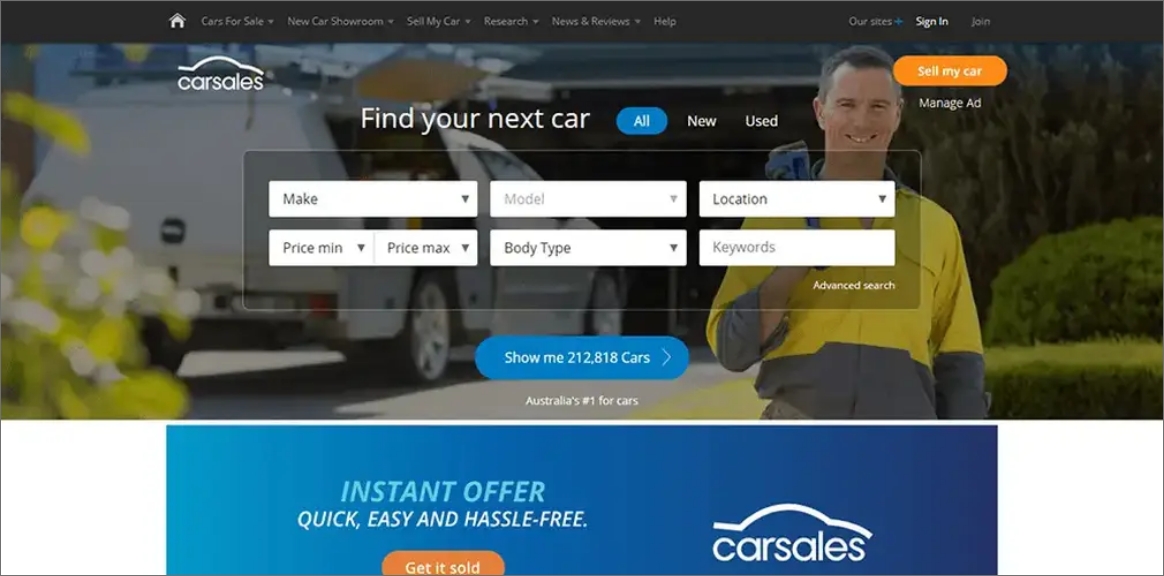 Cars For Sale New Car Showroom Sell My Car Research News & Reviews Help Our sites+ Sign In Join
carsales
Sell my car
Manage Ad
Find your next car All New Used
Make Model Location
Price min Price max Body Type Keywords
Advanced search
Show me 212,818 Cars
Australia's #1 for cars
INSTANT OFFER
QUICK, EASY AND HASSLE-FREE.
carsales
Get it sold